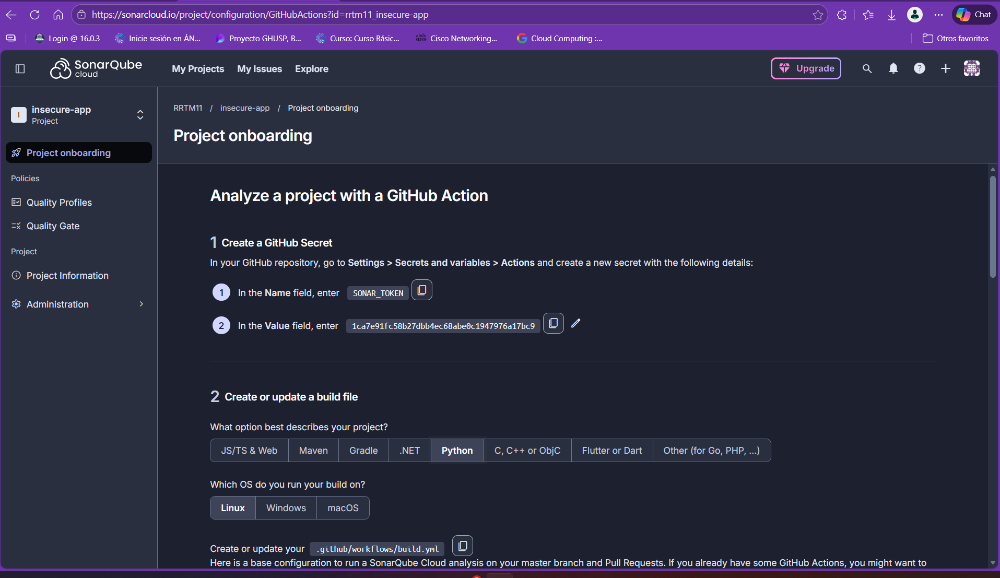 https://sonarcloud.io/project/configuration/GitHubActions?id=rrtm11_insecure-app
Chat
Login @ 16.0.3
Inicie sesión en ÁN...
Proyecto GHUSP, B...
Curso: Curso Básic...
Cisco Networking...
Cloud Computing :...
Otros favoritos
SonarQube cloud
My Projects
My Issues
Explore
Upgrade
I
insecure-app
Project
Project onboarding
Policies
Quality Profiles
Quality Gate
Project
Project Information
Administration
RRTM11 / insecure-app / Project onboarding
Project onboarding
Analyze a project with a GitHub Action
1 Create a GitHub Secret
In your GitHub repository, go to Settings > Secrets and variables > Actions and create a new secret with the following details:
1 In the Name field, enter SONAR_TOKEN
2 In the Value field, enter 1ca7e91fc58b27dbb4ec68abe0c1947976a17bc9
2 Create or update a build file
What option best describes your project?
JS/TS & Web
Maven
Gradle
.NET
Python
C, C++ or ObjC
Flutter or Dart
Other (for Go, PHP, ...)
Which OS do you run your build on?
Linux
Windows
macOS
Create or update your .github/workflows/build.yml
Here is a base configuration to run a SonarQube Cloud analysis on your master branch and Pull Requests. If you already have some GitHub Actions, you might want to